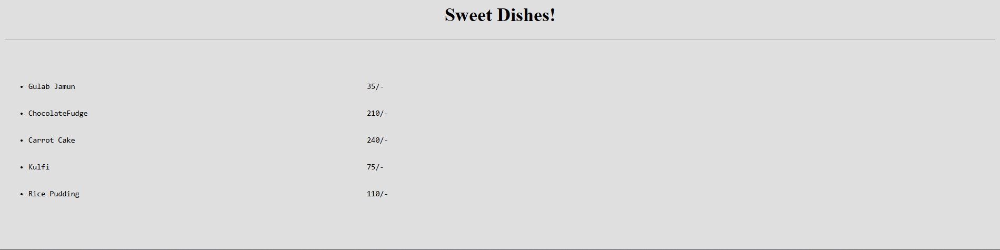 Sweet Dishes!
• Gulab Jamun 35/-
• ChocolateFudge 210/-
• Carrot Cake 240/-
• Kulfi 75/-
• Rice Pudding 110/-